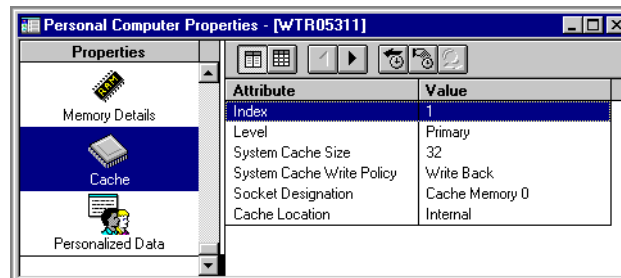 Personal Computer Properties - [WTR05311]
Properties
RAM
Memory Details
Cache
Personalized Data
Attribute Value
Index 1
Level Primary
System Cache Size 32
System Cache Write Policy Write Back
Socket Designation Cache Memory 0
Cache Location Internal